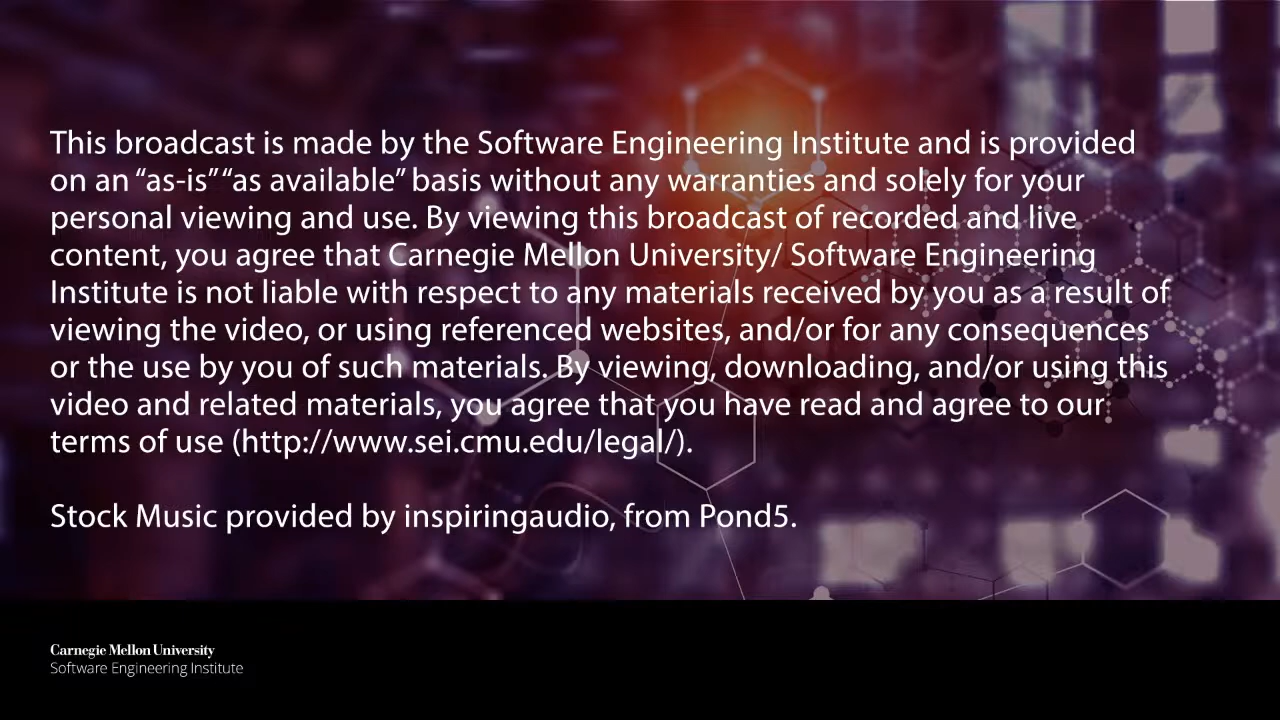 This broadcast is made by the Software Engineering Institute and is provided
on an “as-is” “as available” basis without any warranties and solely for your
personal viewing and use. By viewing this broadcast of recorded and live
content, you agree that Carnegie Mellon University/ Software Engineering
Institute is not liable with respect to any materials received by you as a result of
viewing the video, or using referenced websites, and/or for any consequences
or the use by you of such materials. By viewing, downloading, and/or using this
video and related materials, you agree that you have read and agree to our
terms of use (http://www.sei.cmu.edu/legal/).
Stock Music provided by inspiringaudio, from Pond5.
Carnegie Mellon University
Software Engineering Institute